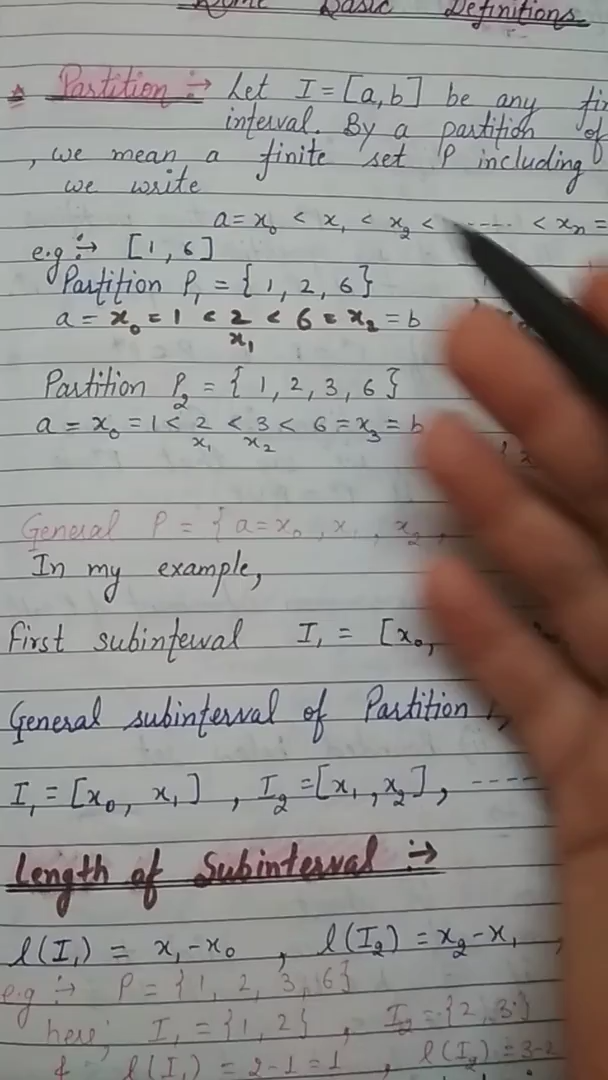 Basic Definitions
Partition :→ Let I = [a, b] be any
interval. By a partition of
, we mean a finite set P including
we write
a = x₀ < x₁ < x₂ < ...... < xₙ =
e.g :→ [1, 6]
Partition P₁ = {1, 2, 6}
a = x₀ = 1 < 2 < 6 = x₂ = b
x₁
Partition P₂ = {1, 2, 3, 6}
a = x₀ = 1 < 2 < 3 < 6 = x₃ = b
x₁ x₂
General P = {a = x₀, x₁, x₂,
In my example,
First subinterval I₁ = [x₀,
General subinterval of Partition
I₁ = [x₀, x₁] , I₂ = [x₁, x₂], ----
Length of Subinterval :→
l(I₁) = x₁ - x₀ , l(I₂) = x₂ - x₁ ,
e.g :→ P = {1, 2, 3, 6}
here, I₁ = {1, 2} , I₂ = {2, 3}
& l(I₁) = 2-1 = 1 , l(I₂) = 3-2